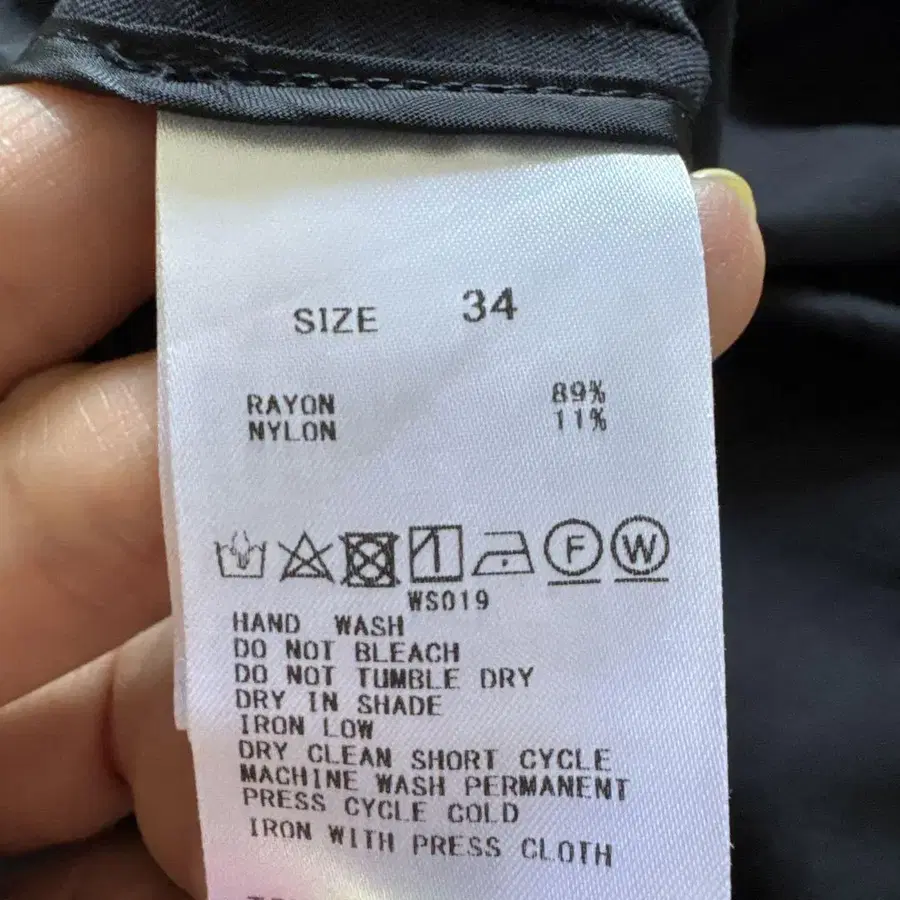 SIZE 34
RAYON 89%
NYLON 11%
F W
WS019
HAND WASH
DO NOT BLEACH
DO NOT TUMBLE DRY
DRY IN SHADE
IRON LOW
DRY CLEAN SHORT CYCLE
MACHINE WASH PERMANENT
PRESS CYCLE COLD
IRON WITH PRESS CLOTH